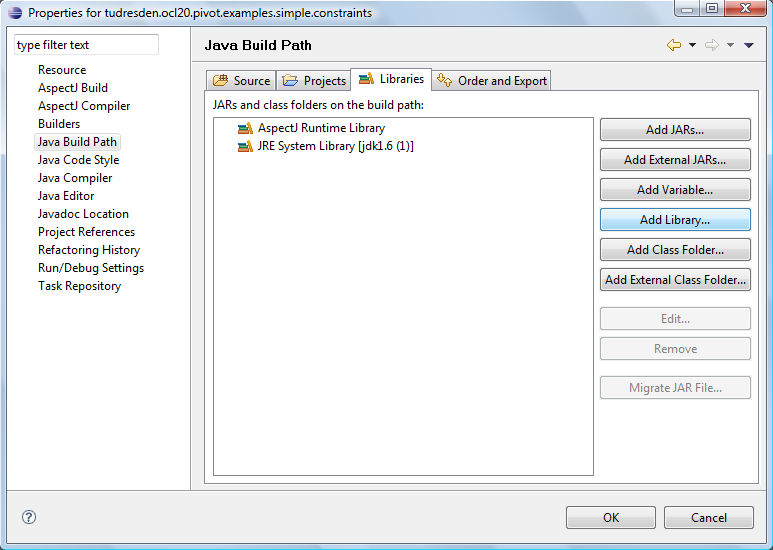 Properties for tudresden.ocl20.pivot.examples.simple.constraints
type filter text
Resource
AspectJ Build
AspectJ Compiler
Builders
Java Build Path
Java Code Style
Java Compiler
Java Editor
Javadoc Location
Project References
Refactoring History
Run/Debug Settings
Task Repository
Java Build Path
Source
Projects
Libraries
Order and Export
JARs and class folders on the build path:
AspectJ Runtime Library
JRE System Library [jdk1.6 (1)]
Add JARs...
Add External JARs...
Add Variable...
Add Library...
Add Class Folder...
Add External Class Folder...
Edit...
Remove
Migrate JAR File...
?
OK
Cancel